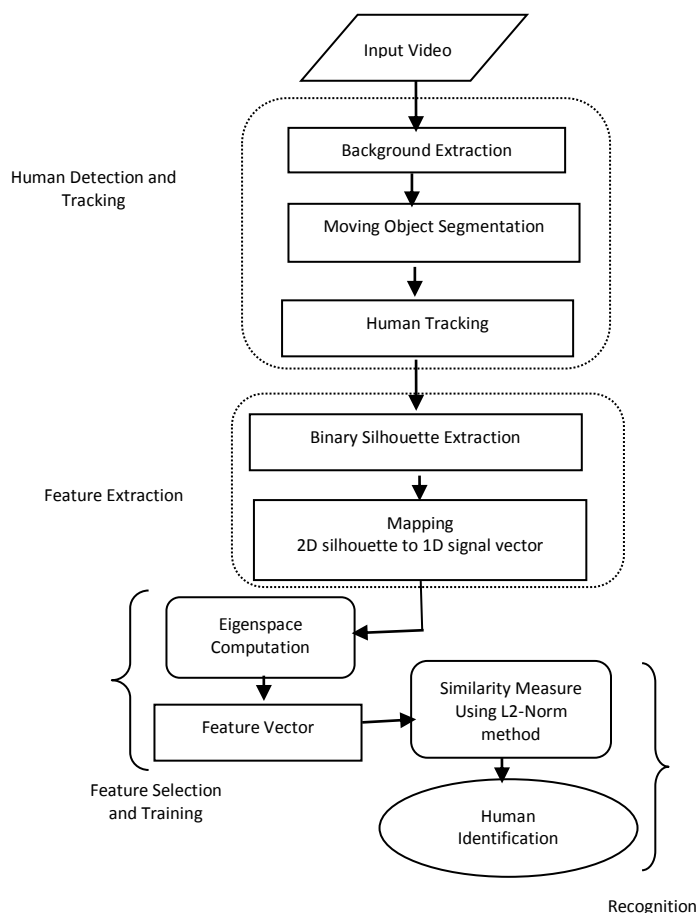 Input Video
Background Extraction
Human Detection and
Tracking
Moving Object Segmentation
Human Tracking
Binary Silhouette Extraction
Feature Extraction
Mapping
2D silhouette to 1D signal vector
Eigenspace
Computation
Similarity Measure
Using L2-Norm
method
Feature Vector
Feature Selection
and Training
Human
Identification
Recognition